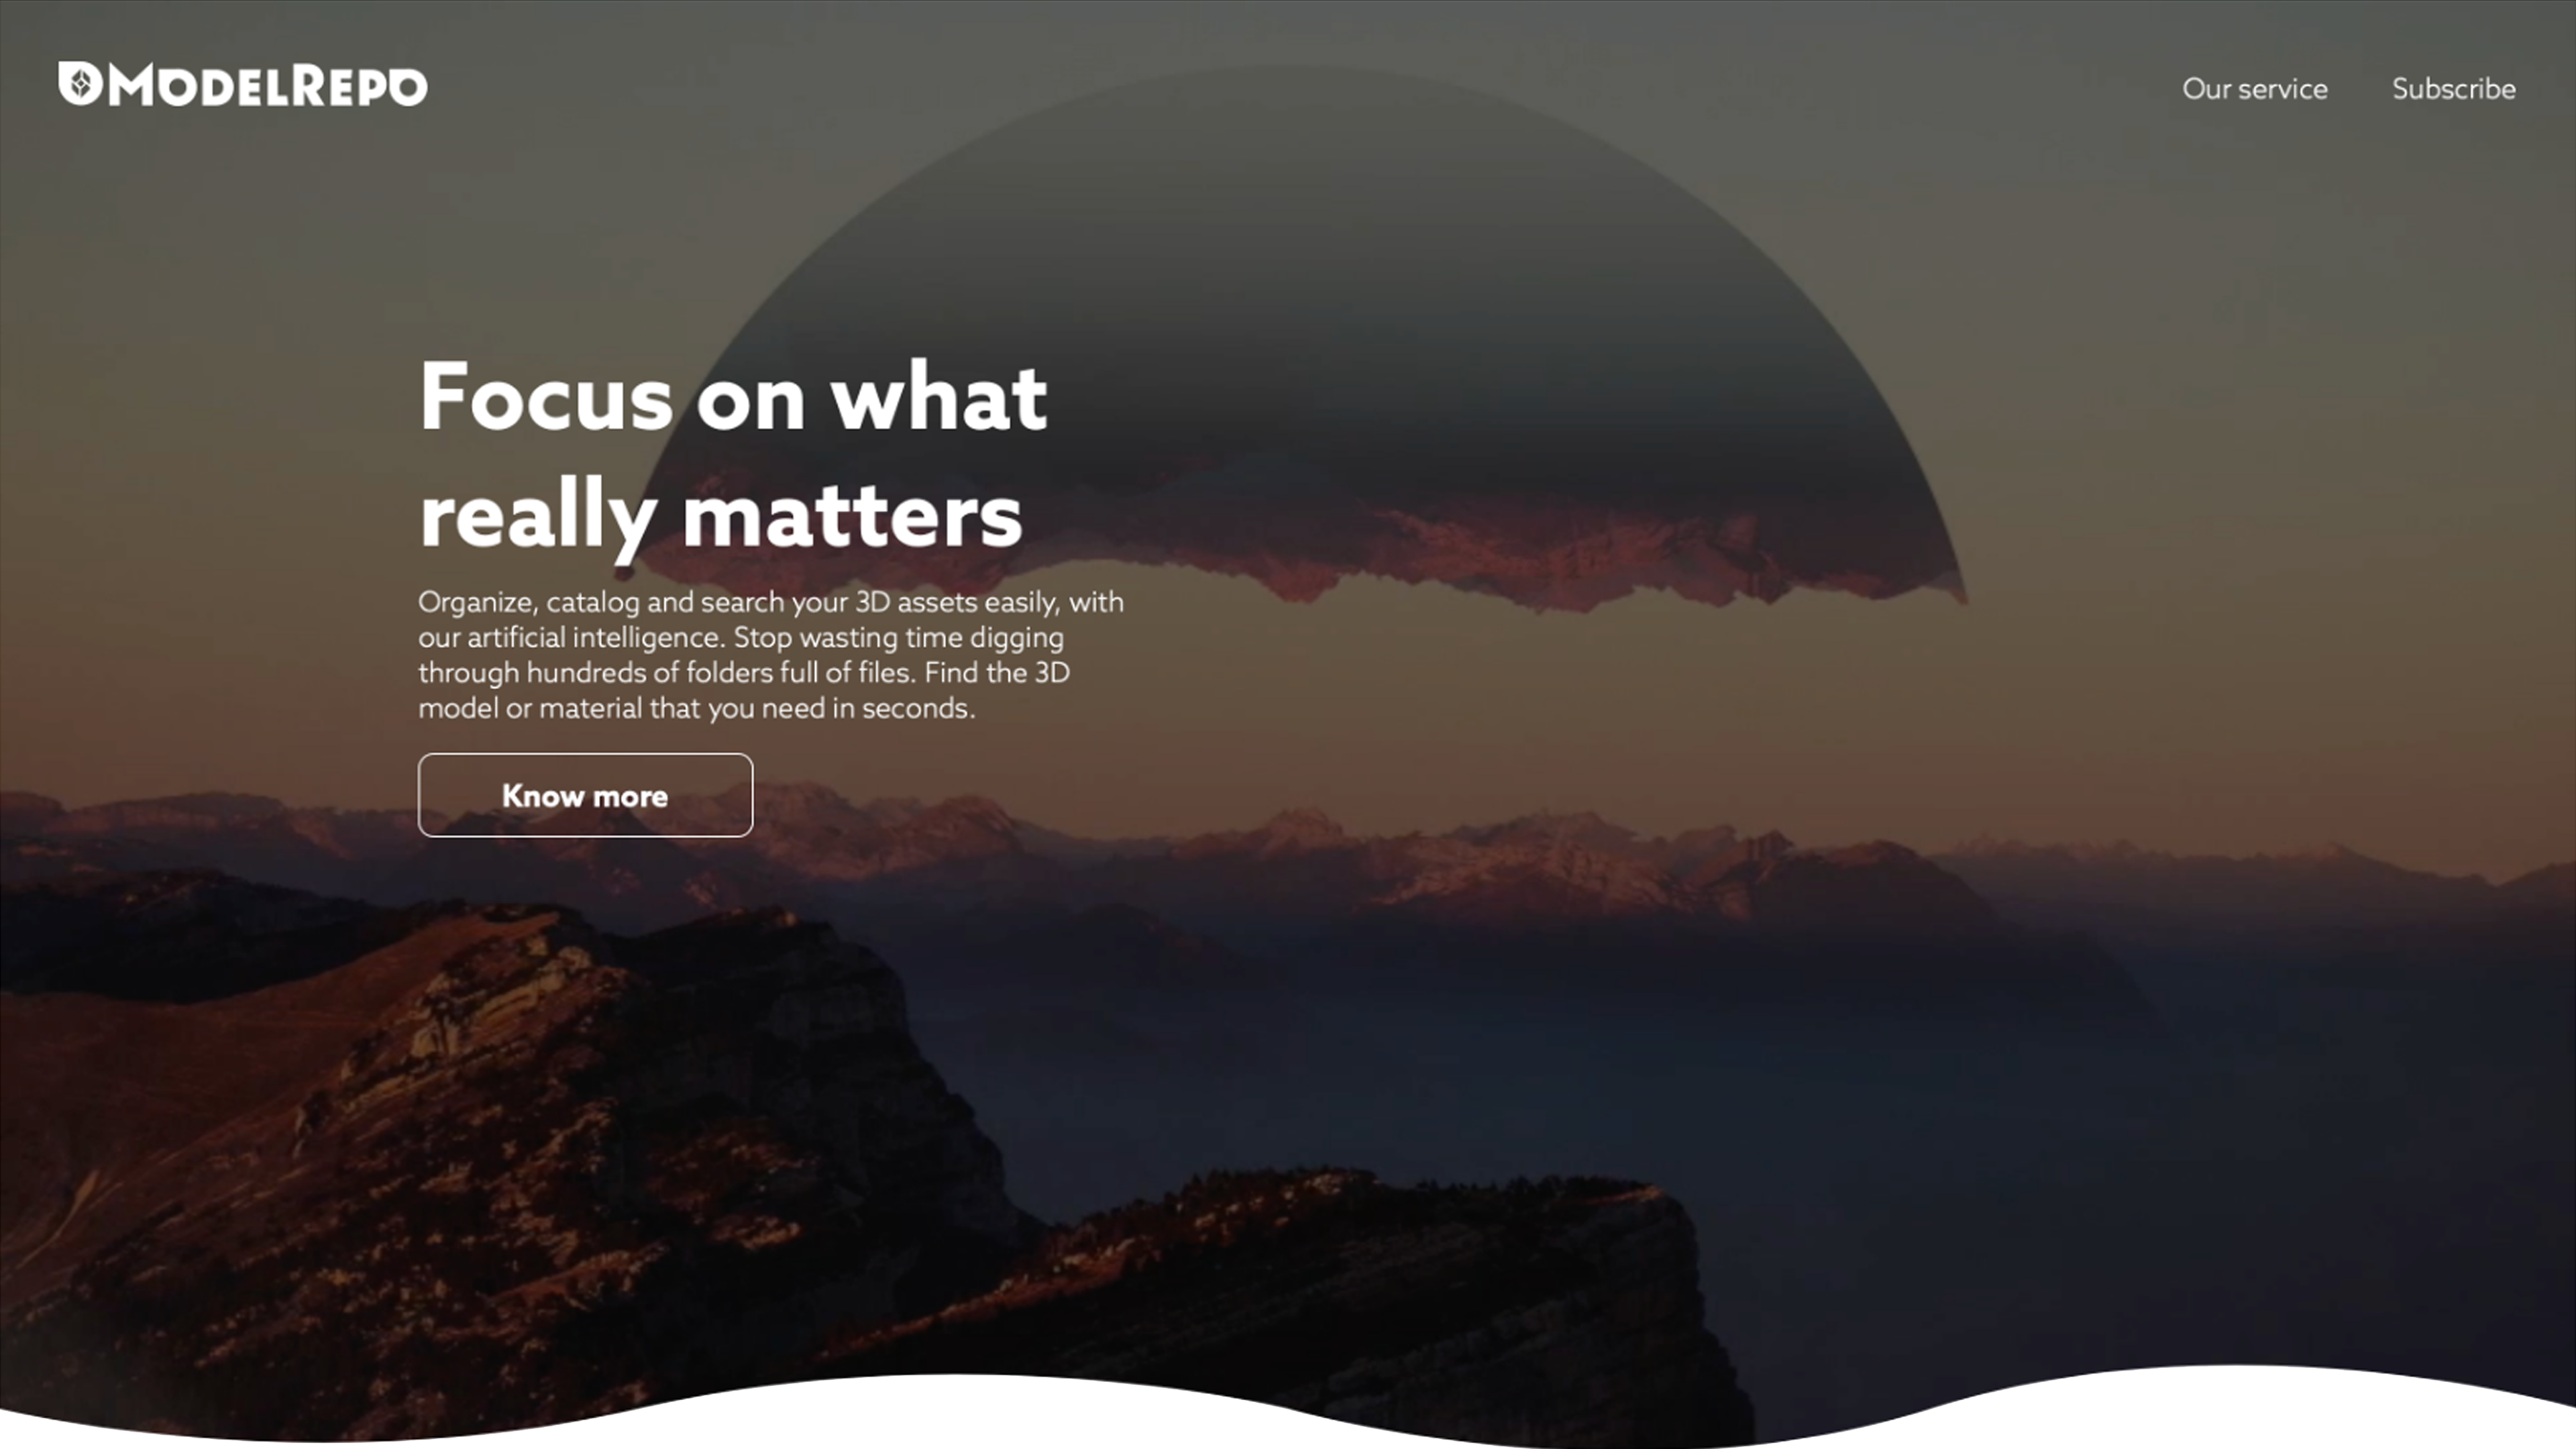 MODELREPO
Our service
Subscribe
Focus on what
really matters
Organize, catalog and search your 3D assets easily, with
our artificial intelligence. Stop wasting time digging
through hundreds of folders full of files. Find the 3D
model or material that you need in seconds.
Know more